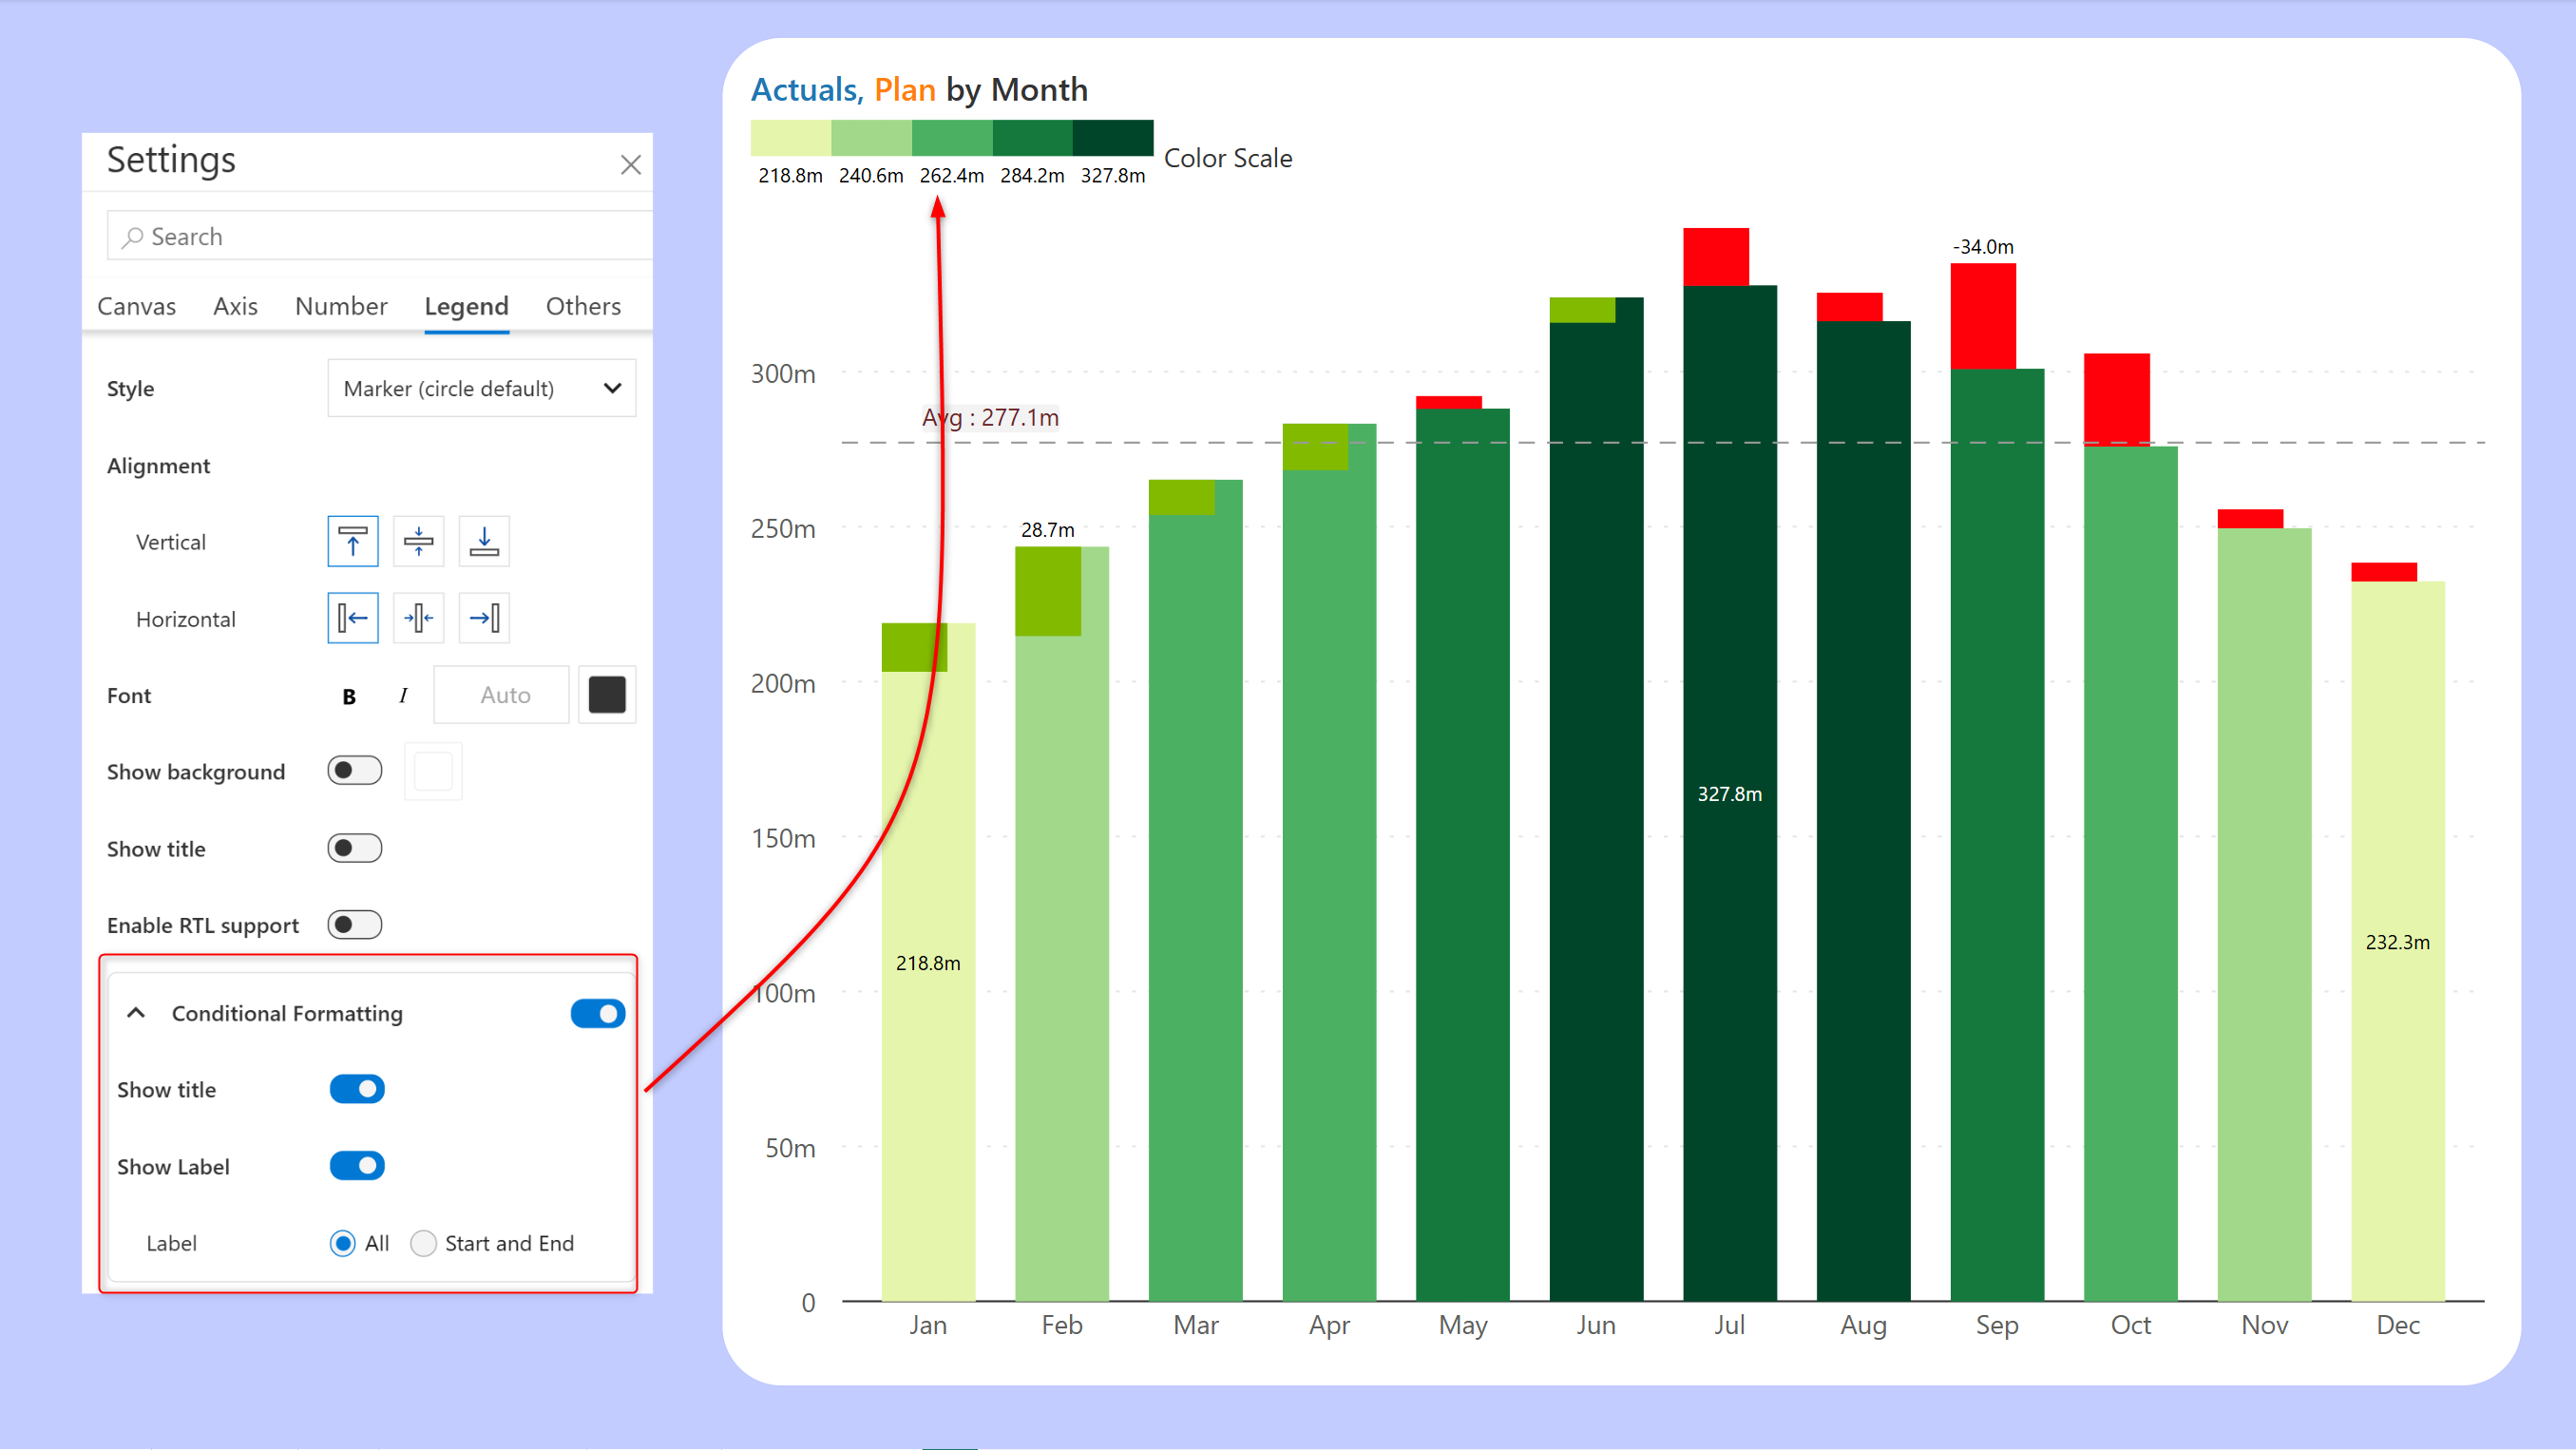 Settings
Search
Canvas Axis Number Legend Others
Style Marker (circle default)
Alignment
Vertical
Horizontal
Font B I Auto
Show background
Show title
Enable RTL support
Conditional Formatting
Show title
Show Label
Label All Start and End
Actuals, Plan by Month
218.8m 240.6m 262.4m 284.2m 327.8m Color Scale
-34.0m
300m
Avg : 277.1m
250m
28.7m
200m
150m
327.8m
232.3m
218.8m
100m
50m
0
Jan Feb Mar Apr May Jun Jul Aug Sep Oct Nov Dec